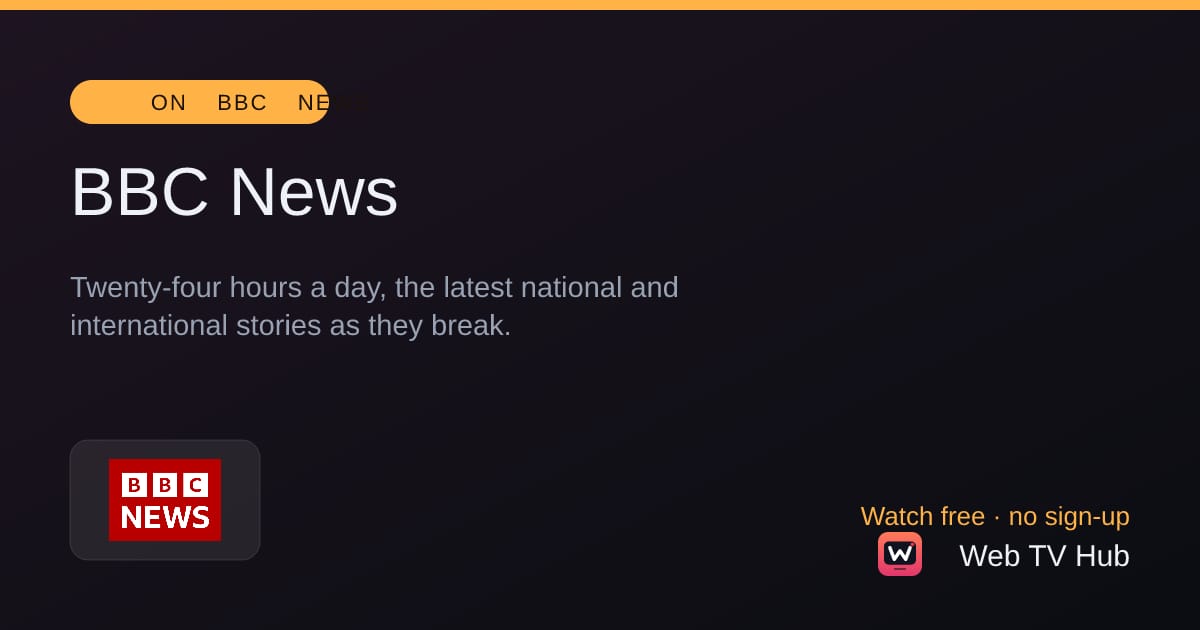 ON BBC NEWS
BBC News
Twenty-four hours a day, the latest national and
international stories as they break.
BBC
NEWS
Watch free · no sign-up
W Web TV Hub